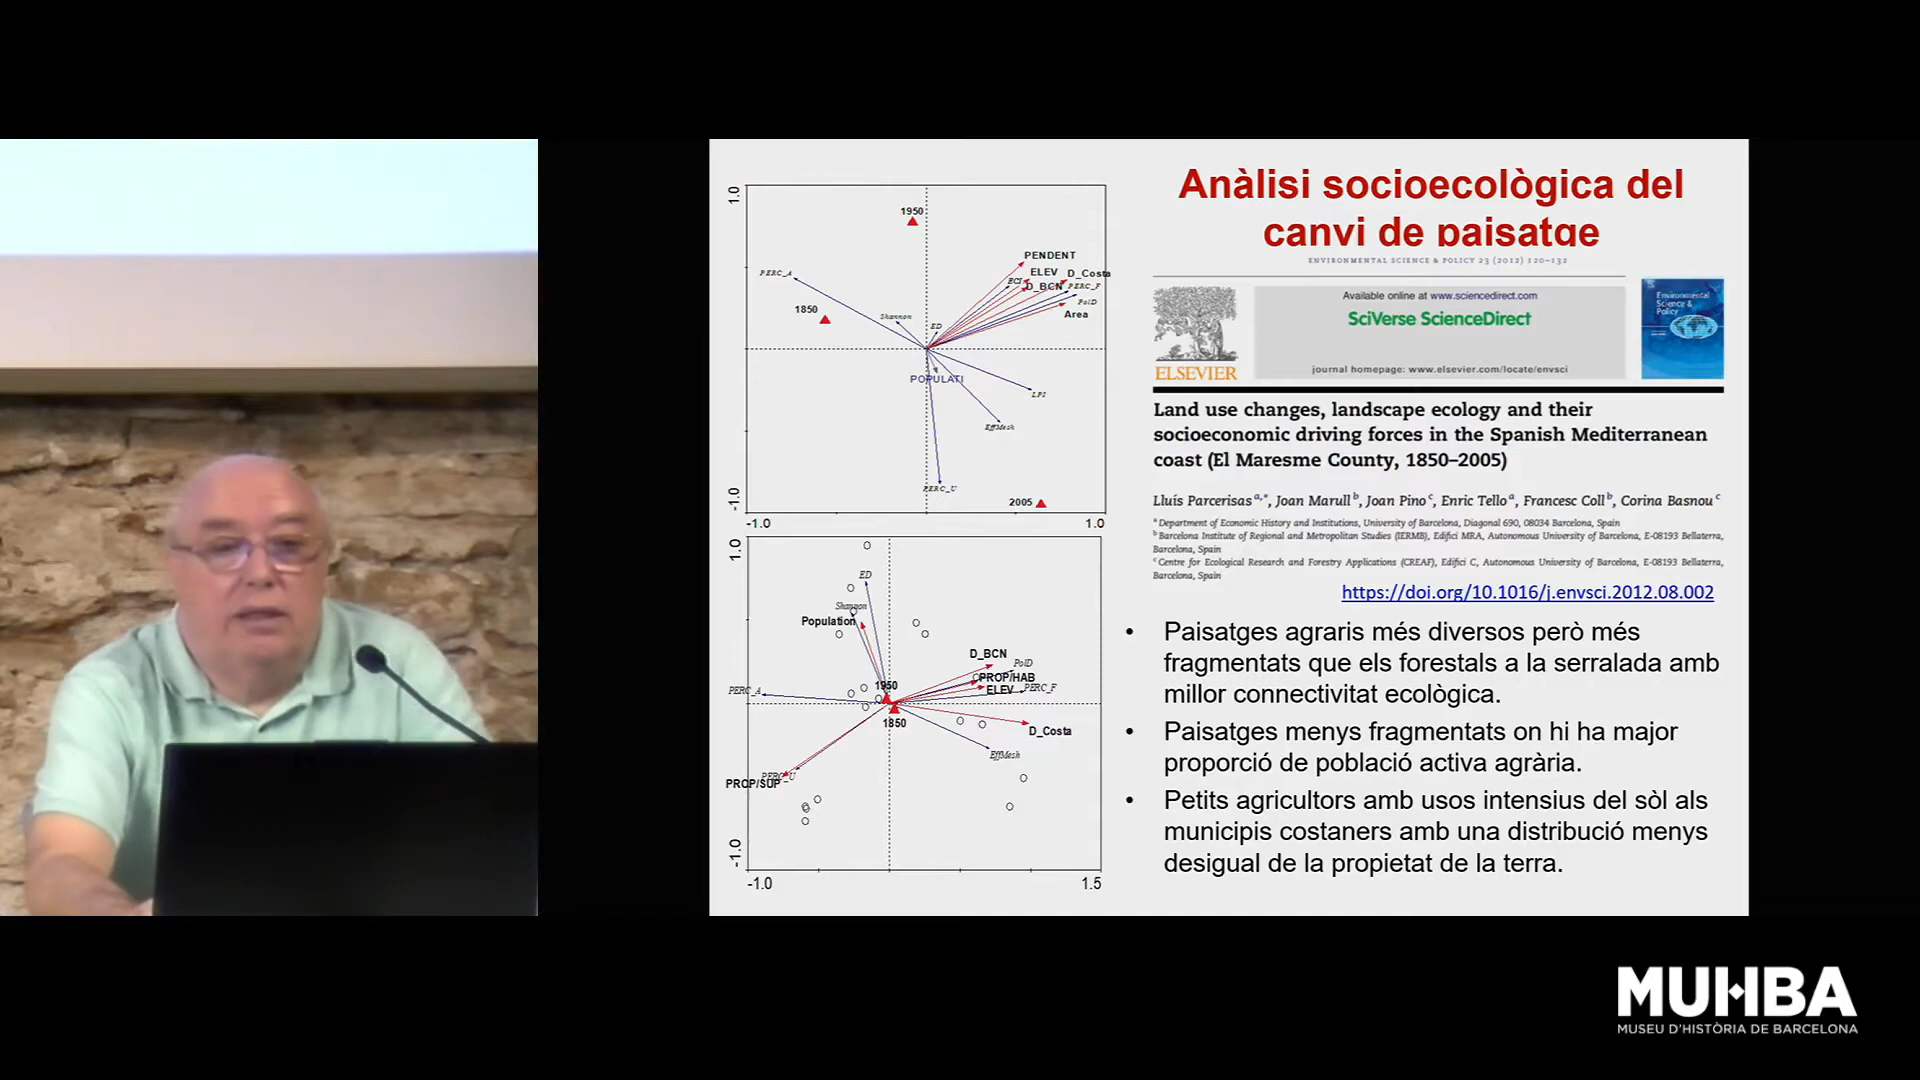 1.0
1950
PENDENT
ELEV
D_Costa
PERC_A
ECI
D_BCN
PERC_F
PolD
1850
Area
Shannon
ED
POPULATI
LPI
EffMesh
PERC_U
2005
-1.0
-1.0
1.0
1.0
ED
Shannon
Population
D_BCN
PolD
PROP/HAB
1950
ELEV
PERC_F
PERC_A
1850
D_Costa
EffMesh
PERC_U
PROP/SUP
-1.0
-1.0
1.5
Anàlisi socioecològica del
canvi de paisatge
ENVIRONMENTAL SCIENCE & POLICY 23 (2012) 120–132
Available online at www.sciencedirect.com
SciVerse ScienceDirect
journal homepage: www.elsevier.com/locate/envsci
ELSEVIER
Environmental
Science &
Policy
Land use changes, landscape ecology and their
socioeconomic driving forces in the Spanish Mediterranean
coast (El Maresme County, 1850–2005)
Lluís Parcerisas a,*, Joan Marull b, Joan Pino c, Enric Tello a, Francesc Coll b, Corina Basnou c
a Department of Economic History and Institutions, University of Barcelona, Diagonal 690, 08034 Barcelona, Spain
b Barcelona Institute of Regional and Metropolitan Studies (IERMB), Edifici MRA, Autonomous University of Barcelona, E-08193 Bellaterra,
Barcelona, Spain
c Centre for Ecological Research and Forestry Applications (CREAF), Edifici C, Autonomous University of Barcelona, E-08193 Bellaterra,
Barcelona, Spain
https://doi.org/10.1016/j.envsci.2012.08.002
• Paisatges agraris més diversos però més
fragmentats que els forestals a la serralada amb
millor connectivitat ecològica.
• Paisatges menys fragmentats on hi ha major
proporció de població activa agrària.
• Petits agricultors amb usos intensius del sòl als
municipis costaners amb una distribució menys
desigual de la propietat de la terra.
MUHBA
MUSEU D'HISTÒRIA DE BARCELONA